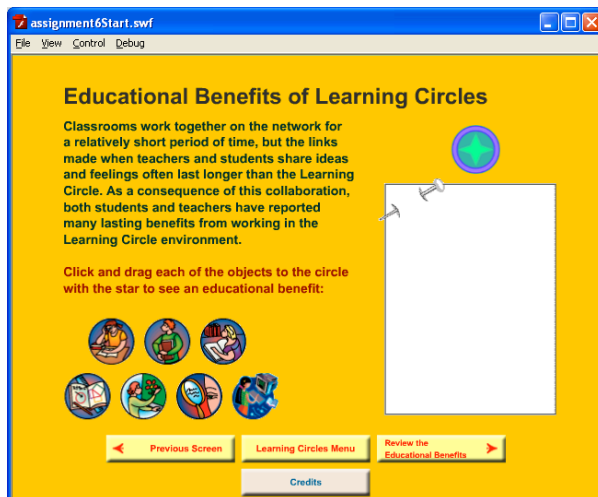 assignment6Start.swf
File View Control Debug
Educational Benefits of Learning Circles
Classrooms work together on the network for
a relatively short period of time, but the links
made when teachers and students share ideas
and feelings often last longer than the Learning
Circle. As a consequence of this collaboration,
both students and teachers have reported
many lasting benefits from working in the
Learning Circle environment.
Click and drag each of the objects to the circle
with the star to see an educational benefit:
Previous Screen
Learning Circles Menu
Review the
Educational Benefits
Credits